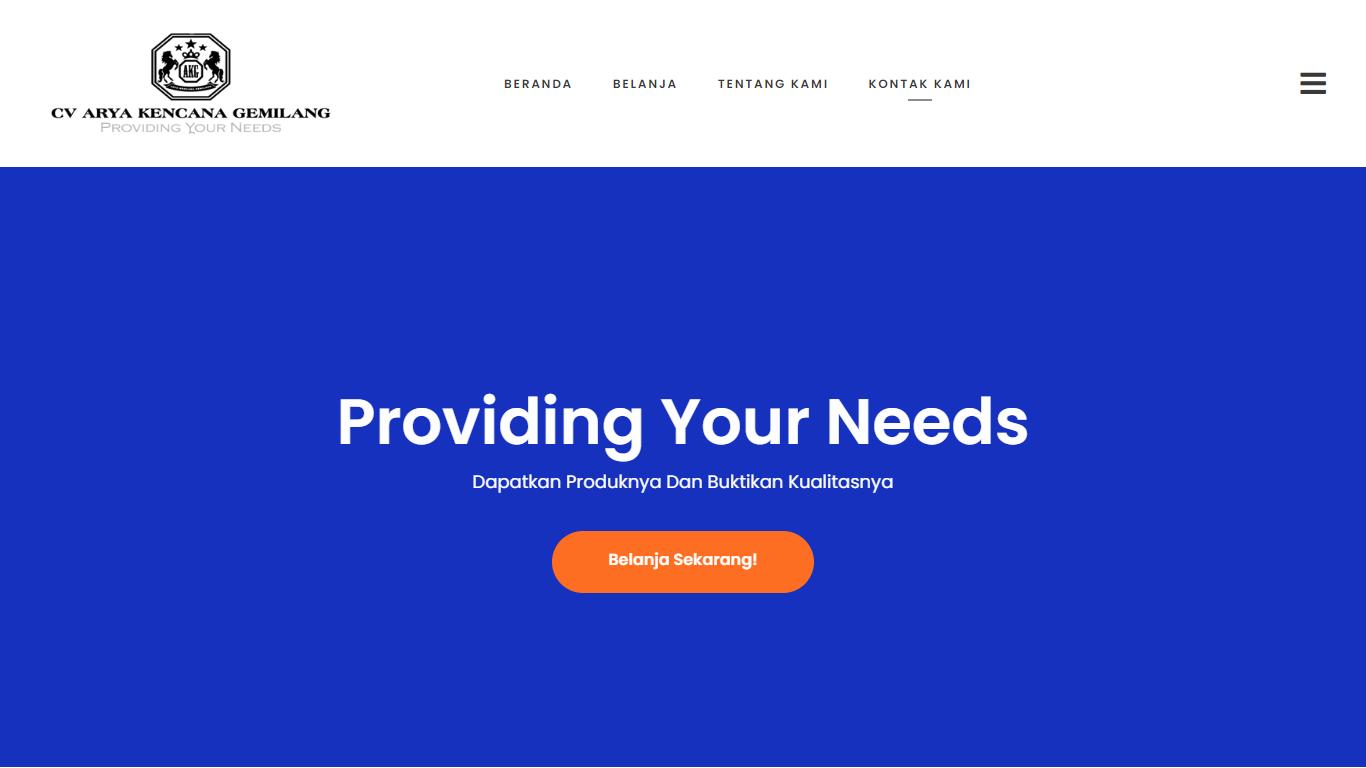 AKG
CV ARYA KENCANA GEMILANG
PROVIDING YOUR NEEDS
BERANDA
BELANJA
TENTANG KAMI
KONTAK KAMI
Providing Your Needs
Dapatkan Produknya Dan Buktikan Kualitasnya
Belanja Sekarang!